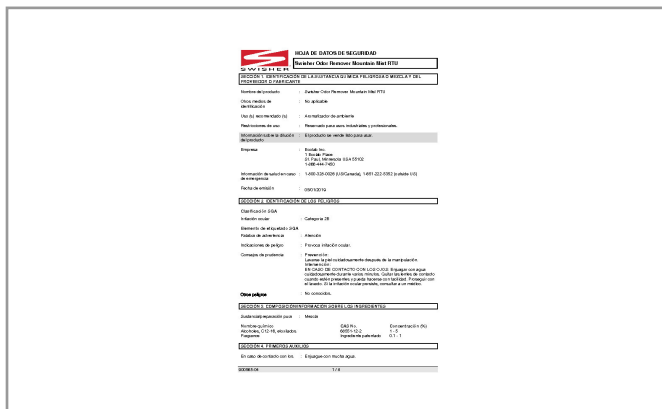 SWISHER
HOJA DE DATOS DE SEGURIDAD
Swisher Odor Remover Mountain Mist RTU
SECCIÓN 1. IDENTIFICACIÓN DE LA SUSTANCIA QUÍMICA PELIGROSA O MEZCLA Y DEL
PROVEEDOR O FABRICANTE
Nombre del producto : Swisher Odor Remover Mountain Mist RTU
Otros medios de : No aplicable
identificación
Uso(s) recomendado(s) : Aromatizador de ambiente
Restricciones de uso : Reservado para usos industriales y profesionales.
Información sobre la dilución : El producto se vende listo para usar.
del producto
Empresa : Ecolab Inc.
1 Ecolab Place
St. Paul, Minnesota USA 55102
1-866-444-7450
Información de salud en caso : 1-800-328-0026 (US/Canada), 1-651-222-5352 (outside US)
de emergencia
Fecha de emisión : 03/01/2019
SECCIÓN 2. IDENTIFICACIÓN DE LOS PELIGROS
Clasificación SGA
Irritación ocular : Categoría 2B
Elemento de etiquetado SGA
Palabra de advertencia : Atención
Indicaciones de peligro : Provoca irritación ocular.
Consejos de prudencia : Prevención:
Lavarse la piel cuidadosamente después de la manipulación.
Intervención:
EN CASO DE CONTACTO CON LOS OJOS: Enjuagar con agua
cuidadosamente durante varios minutos. Quitar las lentes de contacto
cuando estén presentes y pueda hacerse con facilidad. Proseguir con
el lavado. Si la irritación ocular persiste, consultar a un médico.
Otros peligros : No conocidos.
SECCIÓN 3. COMPOSICIÓN/INFORMACIÓN SOBRE LOS INGREDIENTES
Sustancia/preparación pura : Mezcla
Nombre químico CAS No. Concentración (%)
Alcoholes, C12-16, etoxilados. 68551-12-2 1 - 5
Fragancia Ingrediente patentado 0.1 - 1
SECCIÓN 4. PRIMEROS AUXILIOS
En caso de contacto con los : Enjuague con mucha agua.
1 / 9